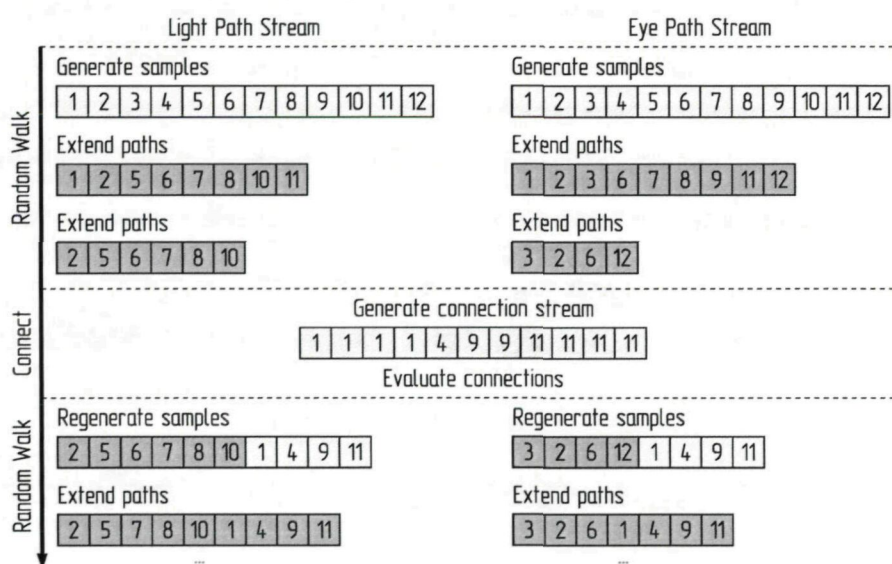 Light Path Stream Eye Path Stream
Random Walk
Generate samples Generate samples
1 2 3 4 5 6 7 8 9 10 11 12 1 2 3 4 5 6 7 8 9 10 11 12
Extend paths Extend paths
1 2 5 6 7 8 10 11 1 2 3 6 7 8 9 11 12
Extend paths Extend paths
2 5 6 7 8 10 3 2 6 12
Connect
Generate connection stream
1 1 1 1 4 9 9 11 11 11 11
Evaluate connections
Random Walk
Regenerate samples Regenerate samples
2 5 6 7 8 10 1 4 9 11 3 2 6 12 1 4 9 11
Extend paths Extend paths
2 5 7 8 10 1 4 9 11 3 2 6 1 4 9 11
... ...